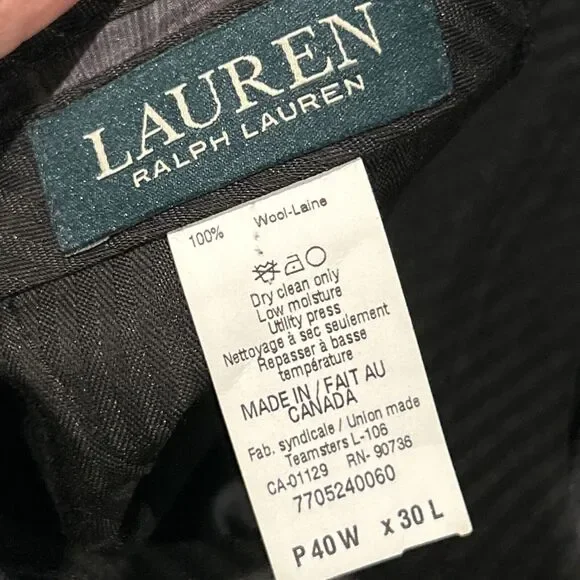 LAUREN
RALPH LAUREN
100% Wool-Laine
Dry clean only
Low moisture
Utility press
Nettoyage à sec seulement
Repasser à basse
température
MADE IN / FAIT AU
CANADA
Fab. syndicale / Union made
Teamsters L-106
CA-01129 RN- 90736
7705240060
P 40 W x 30 L